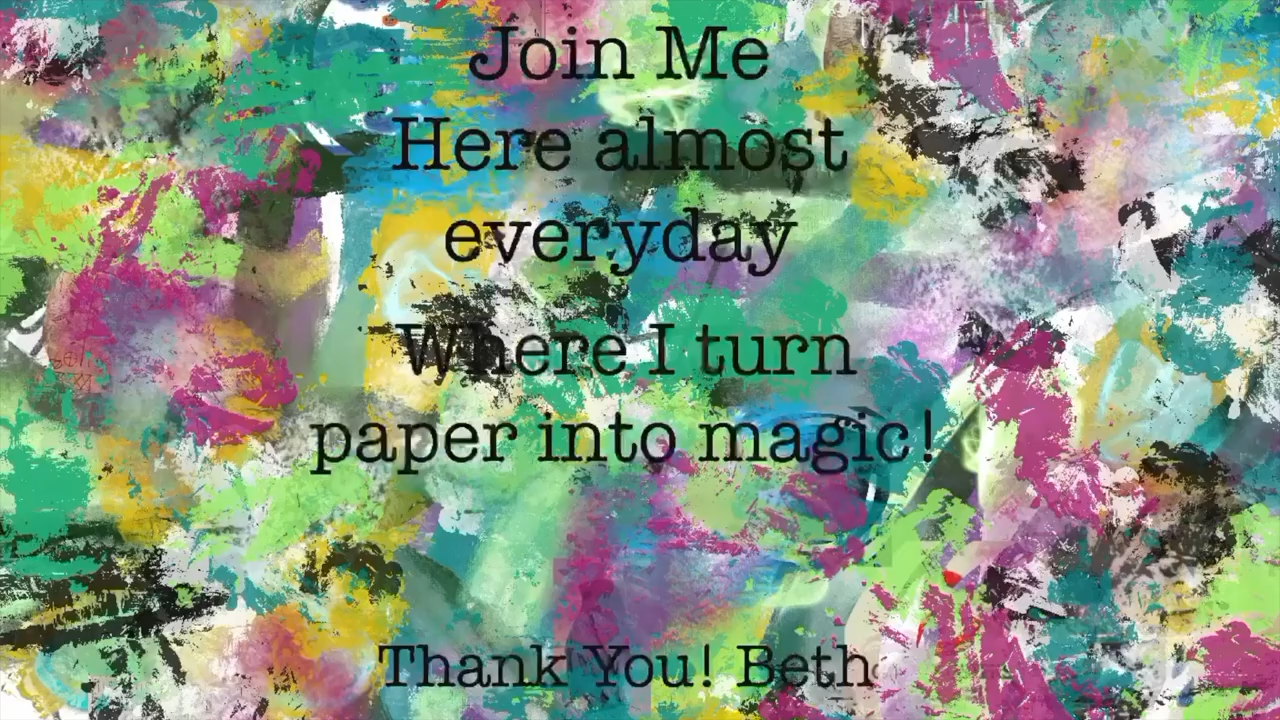 Join Me
Here almost
everyday
Where I turn
paper into magic!
Thank You! Beth